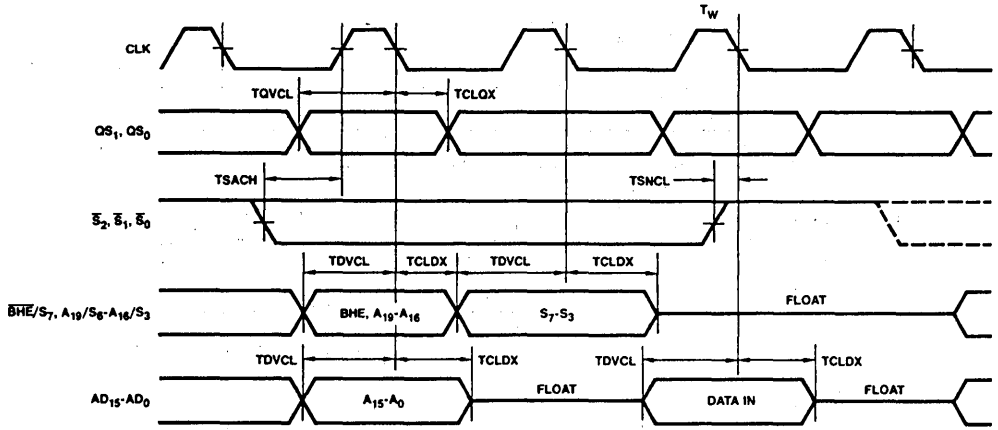 T_W
CLK
TQVCL TCLQX
QS₁, QS₀
TSACH TSNCL
S̅₂, S̅₁, S̅₀
TDVCL TCLDX TDVCL TCLDX
B̅H̅E̅/S₇, A₁₉/S₆-A₁₆/S₃ BHE, A₁₉-A₁₆ S₇-S₃ FLOAT
TDVCL TCLDX TDVCL TCLDX
AD₁₅-AD₀ A₁₅-A₀ FLOAT DATA IN FLOAT